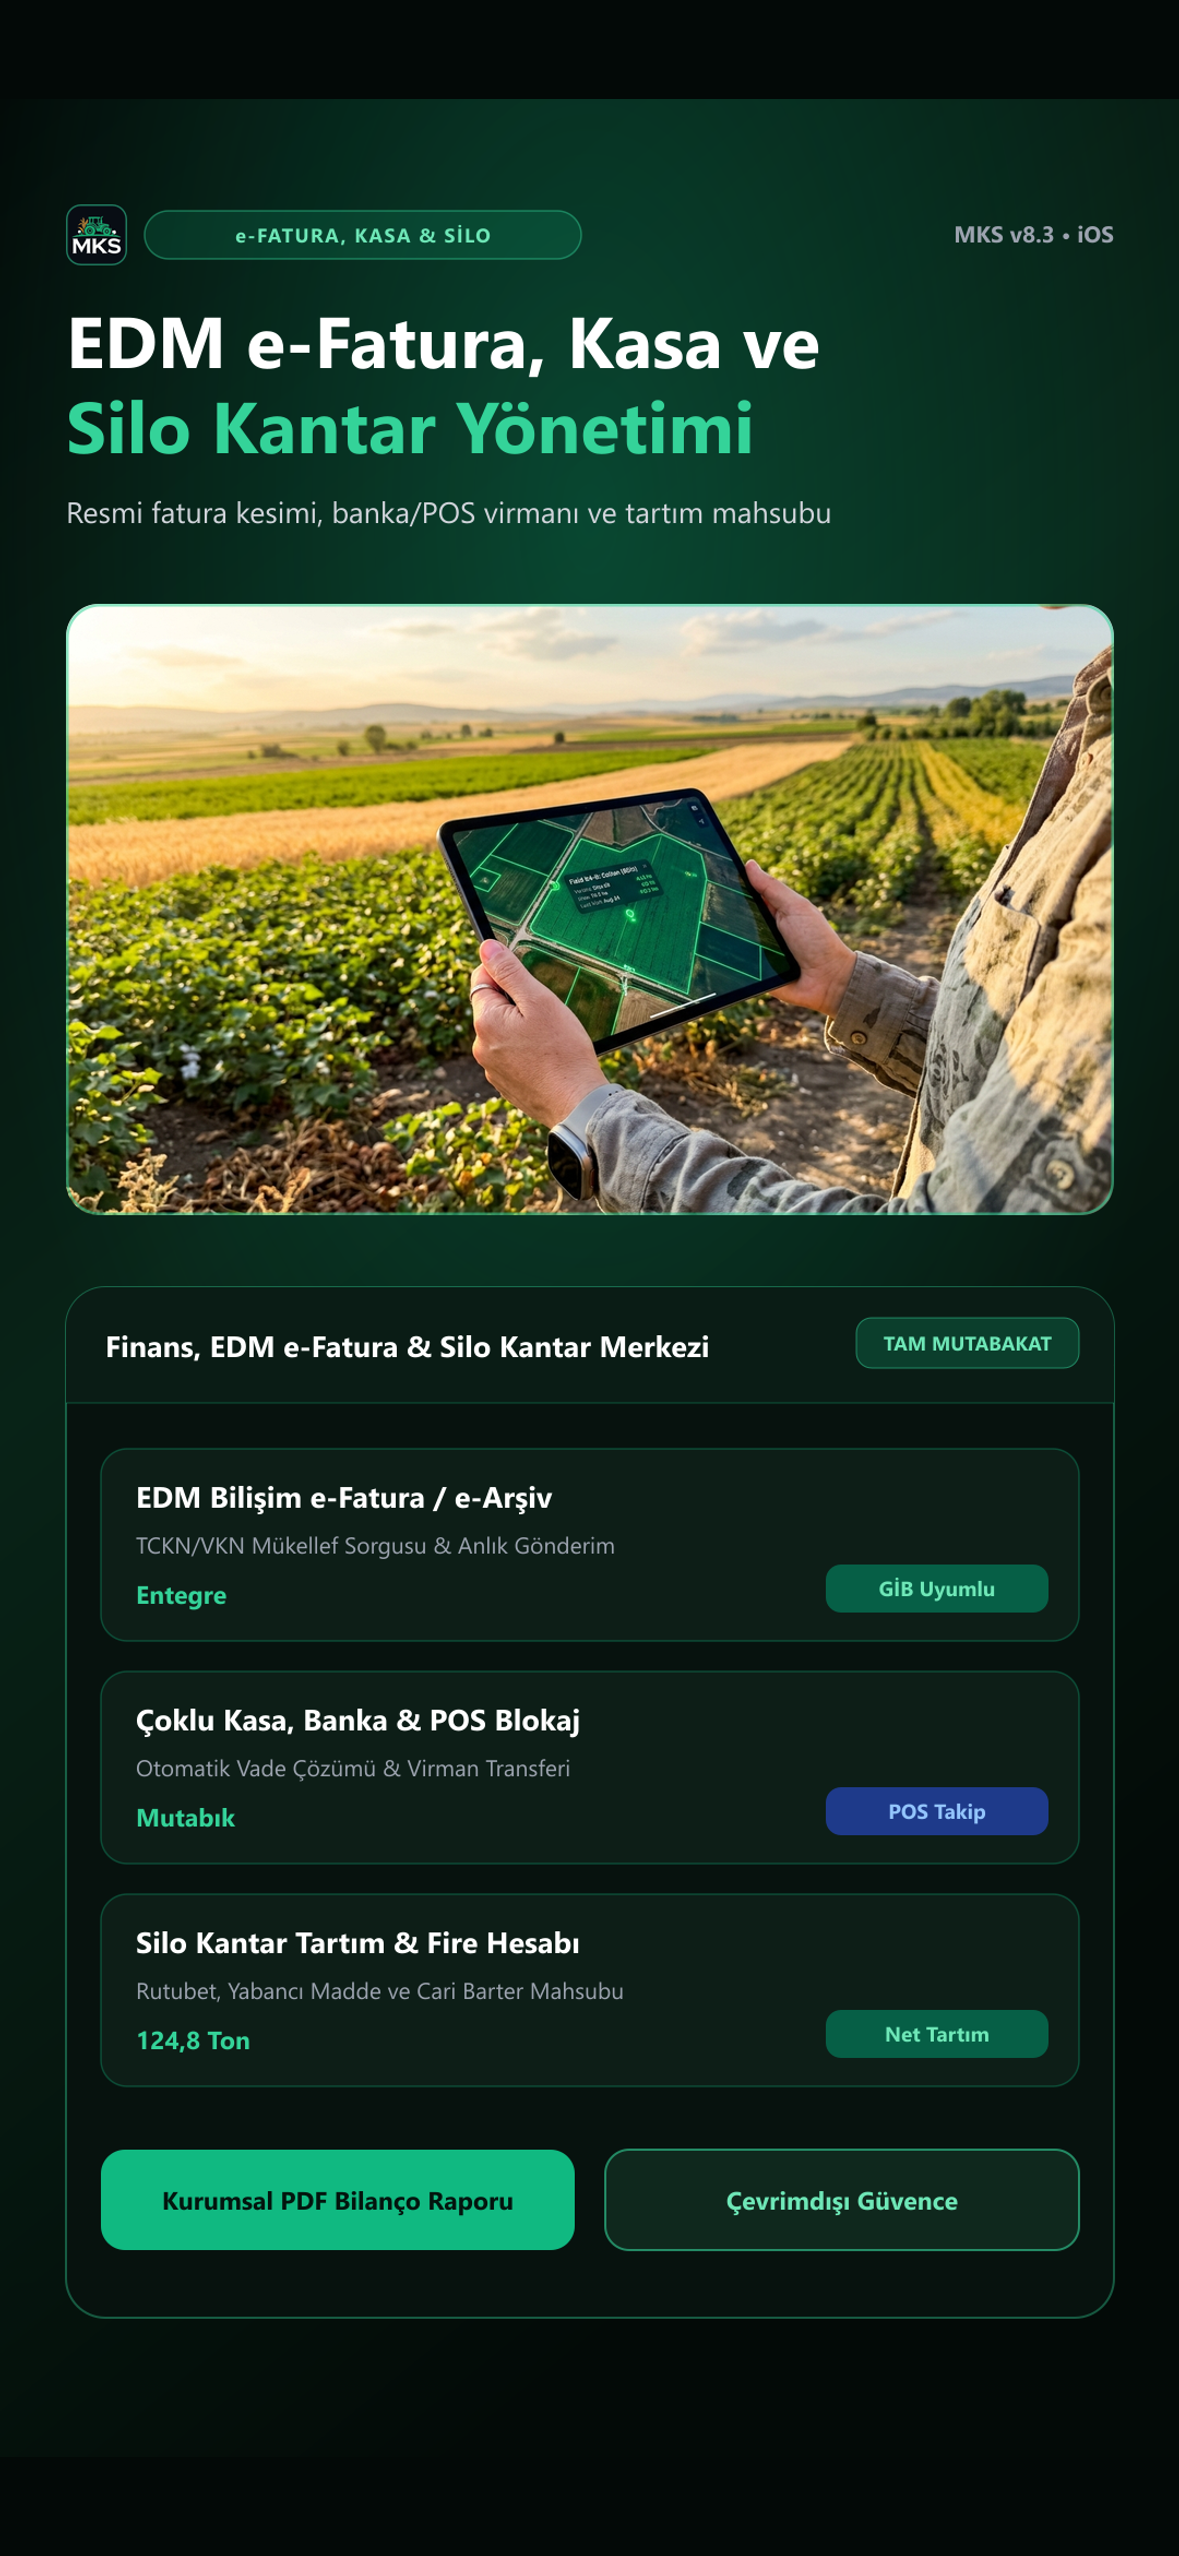 MKS
e-FATURA, KASA & SİLO
MKS v8.3 • iOS
EDM e-Fatura, Kasa ve
Silo Kantar Yönetimi
Resmi fatura kesimi, banka/POS virmanı ve tartım mahsubu
Finans, EDM e-Fatura & Silo Kantar Merkezi
TAM MUTABAKAT
EDM Bilişim e-Fatura / e-Arşiv
TCKN/VKN Mükellef Sorgusu & Anlık Gönderim
Entegre
GİB Uyumlu
Çoklu Kasa, Banka & POS Blokaj
Otomatik Vade Çözümü & Virman Transferi
Mutabık
POS Takip
Silo Kantar Tartım & Fire Hesabı
Rutubet, Yabancı Madde ve Cari Barter Mahsubu
124,8 Ton
Net Tartım
Kurumsal PDF Bilanço Raporu
Çevrimdışı Güvence